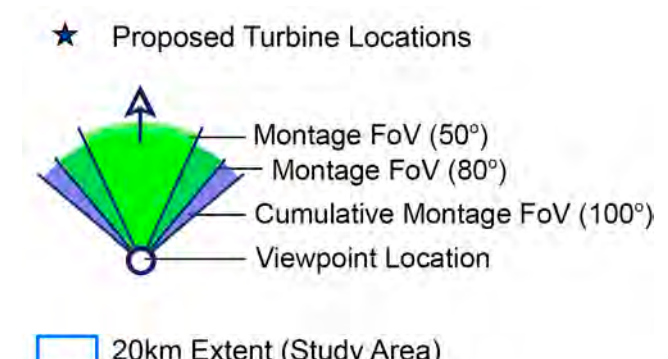 Proposed Turbine Locations
Montage FoV (50°)
Montage FoV (80°)
Cumulative Montage FoV (100°)
Viewpoint Location
20km Extent (Study Area)